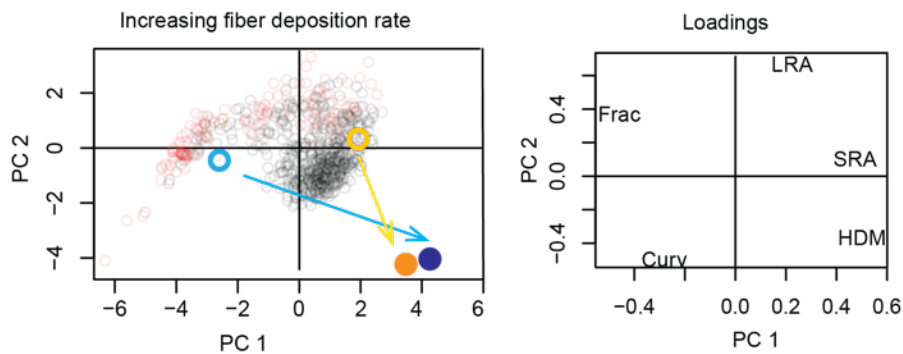 Increasing fiber deposition rate
PC 2
2
0
−2
−4
−6
−4
−2
0
2
4
6
PC 1
Loadings
PC 2
0.4
0.0
−0.4
LRA
Frac
SRA
HDM
Curv
−0.4
0.0
0.2
0.4
0.6
PC 1